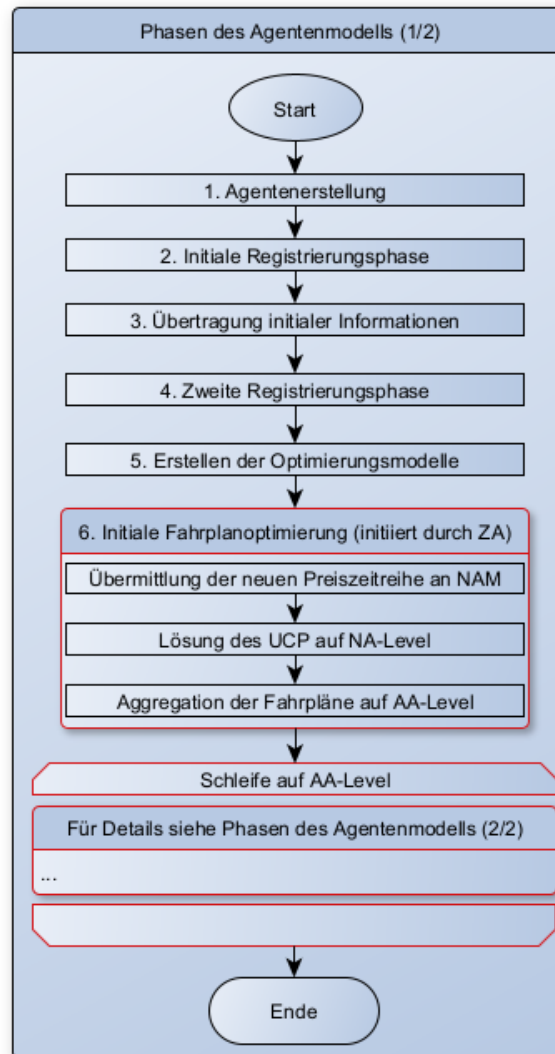 Phasen des Agentenmodells (1/2)
Start
1. Agentenerstellung
2. Initiale Registrierungsphase
3. Übertragung initialer Informationen
4. Zweite Registrierungsphase
5. Erstellen der Optimierungsmodelle
6. Initiale Fahrplanoptimierung (initiiert durch ZA)
Übermittlung der neuen Preiszeitreihe an NAM
Lösung des UCP auf NA-Level
Aggregation der Fahrpläne auf AA-Level
Schleife auf AA-Level
Für Details siehe Phasen des Agentenmodells (2/2)
...
Ende